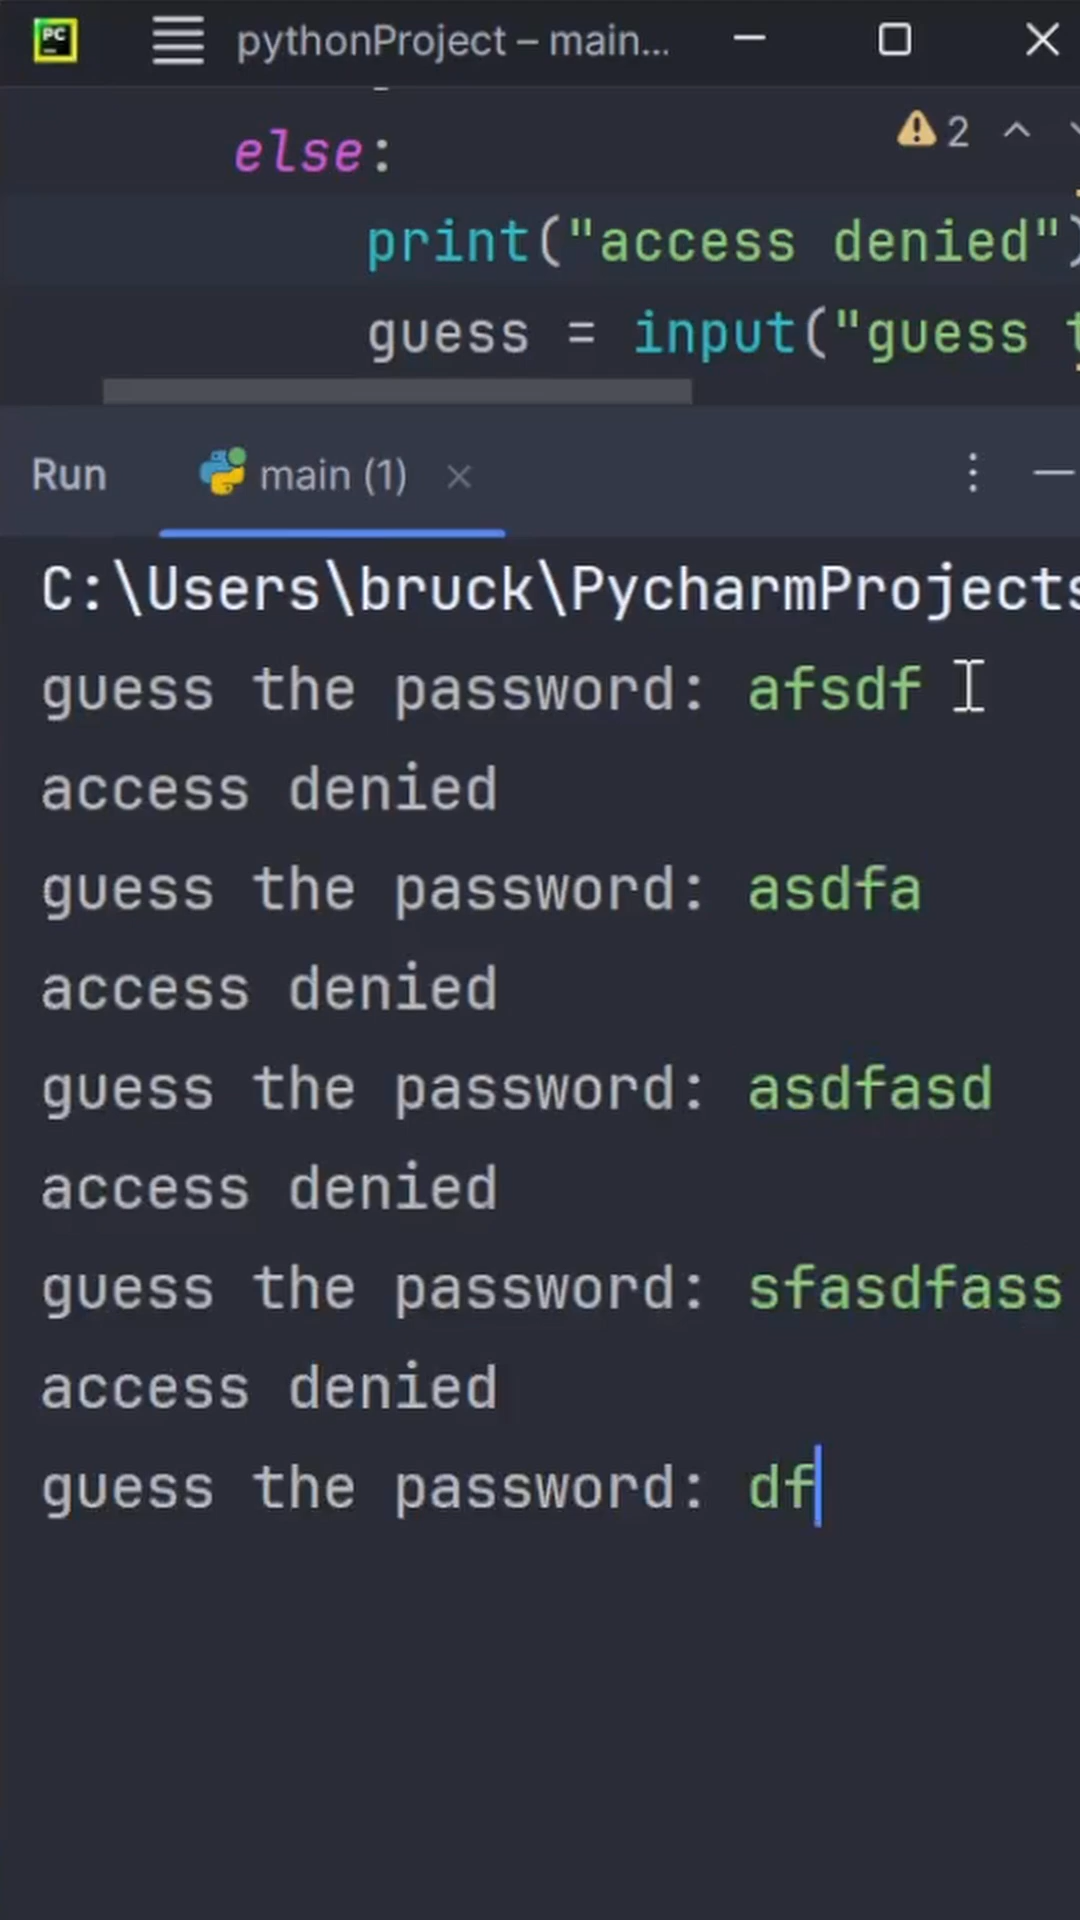 PC
pythonProject – main...
else:
2
print("access denied")
guess = input("guess t
Run
main (1)
C:\Users\bruck\PycharmProjects
guess the password: afsdf
access denied
guess the password: asdfa
access denied
guess the password: asdfasd
access denied
guess the password: sfasdfass
access denied
guess the password: df